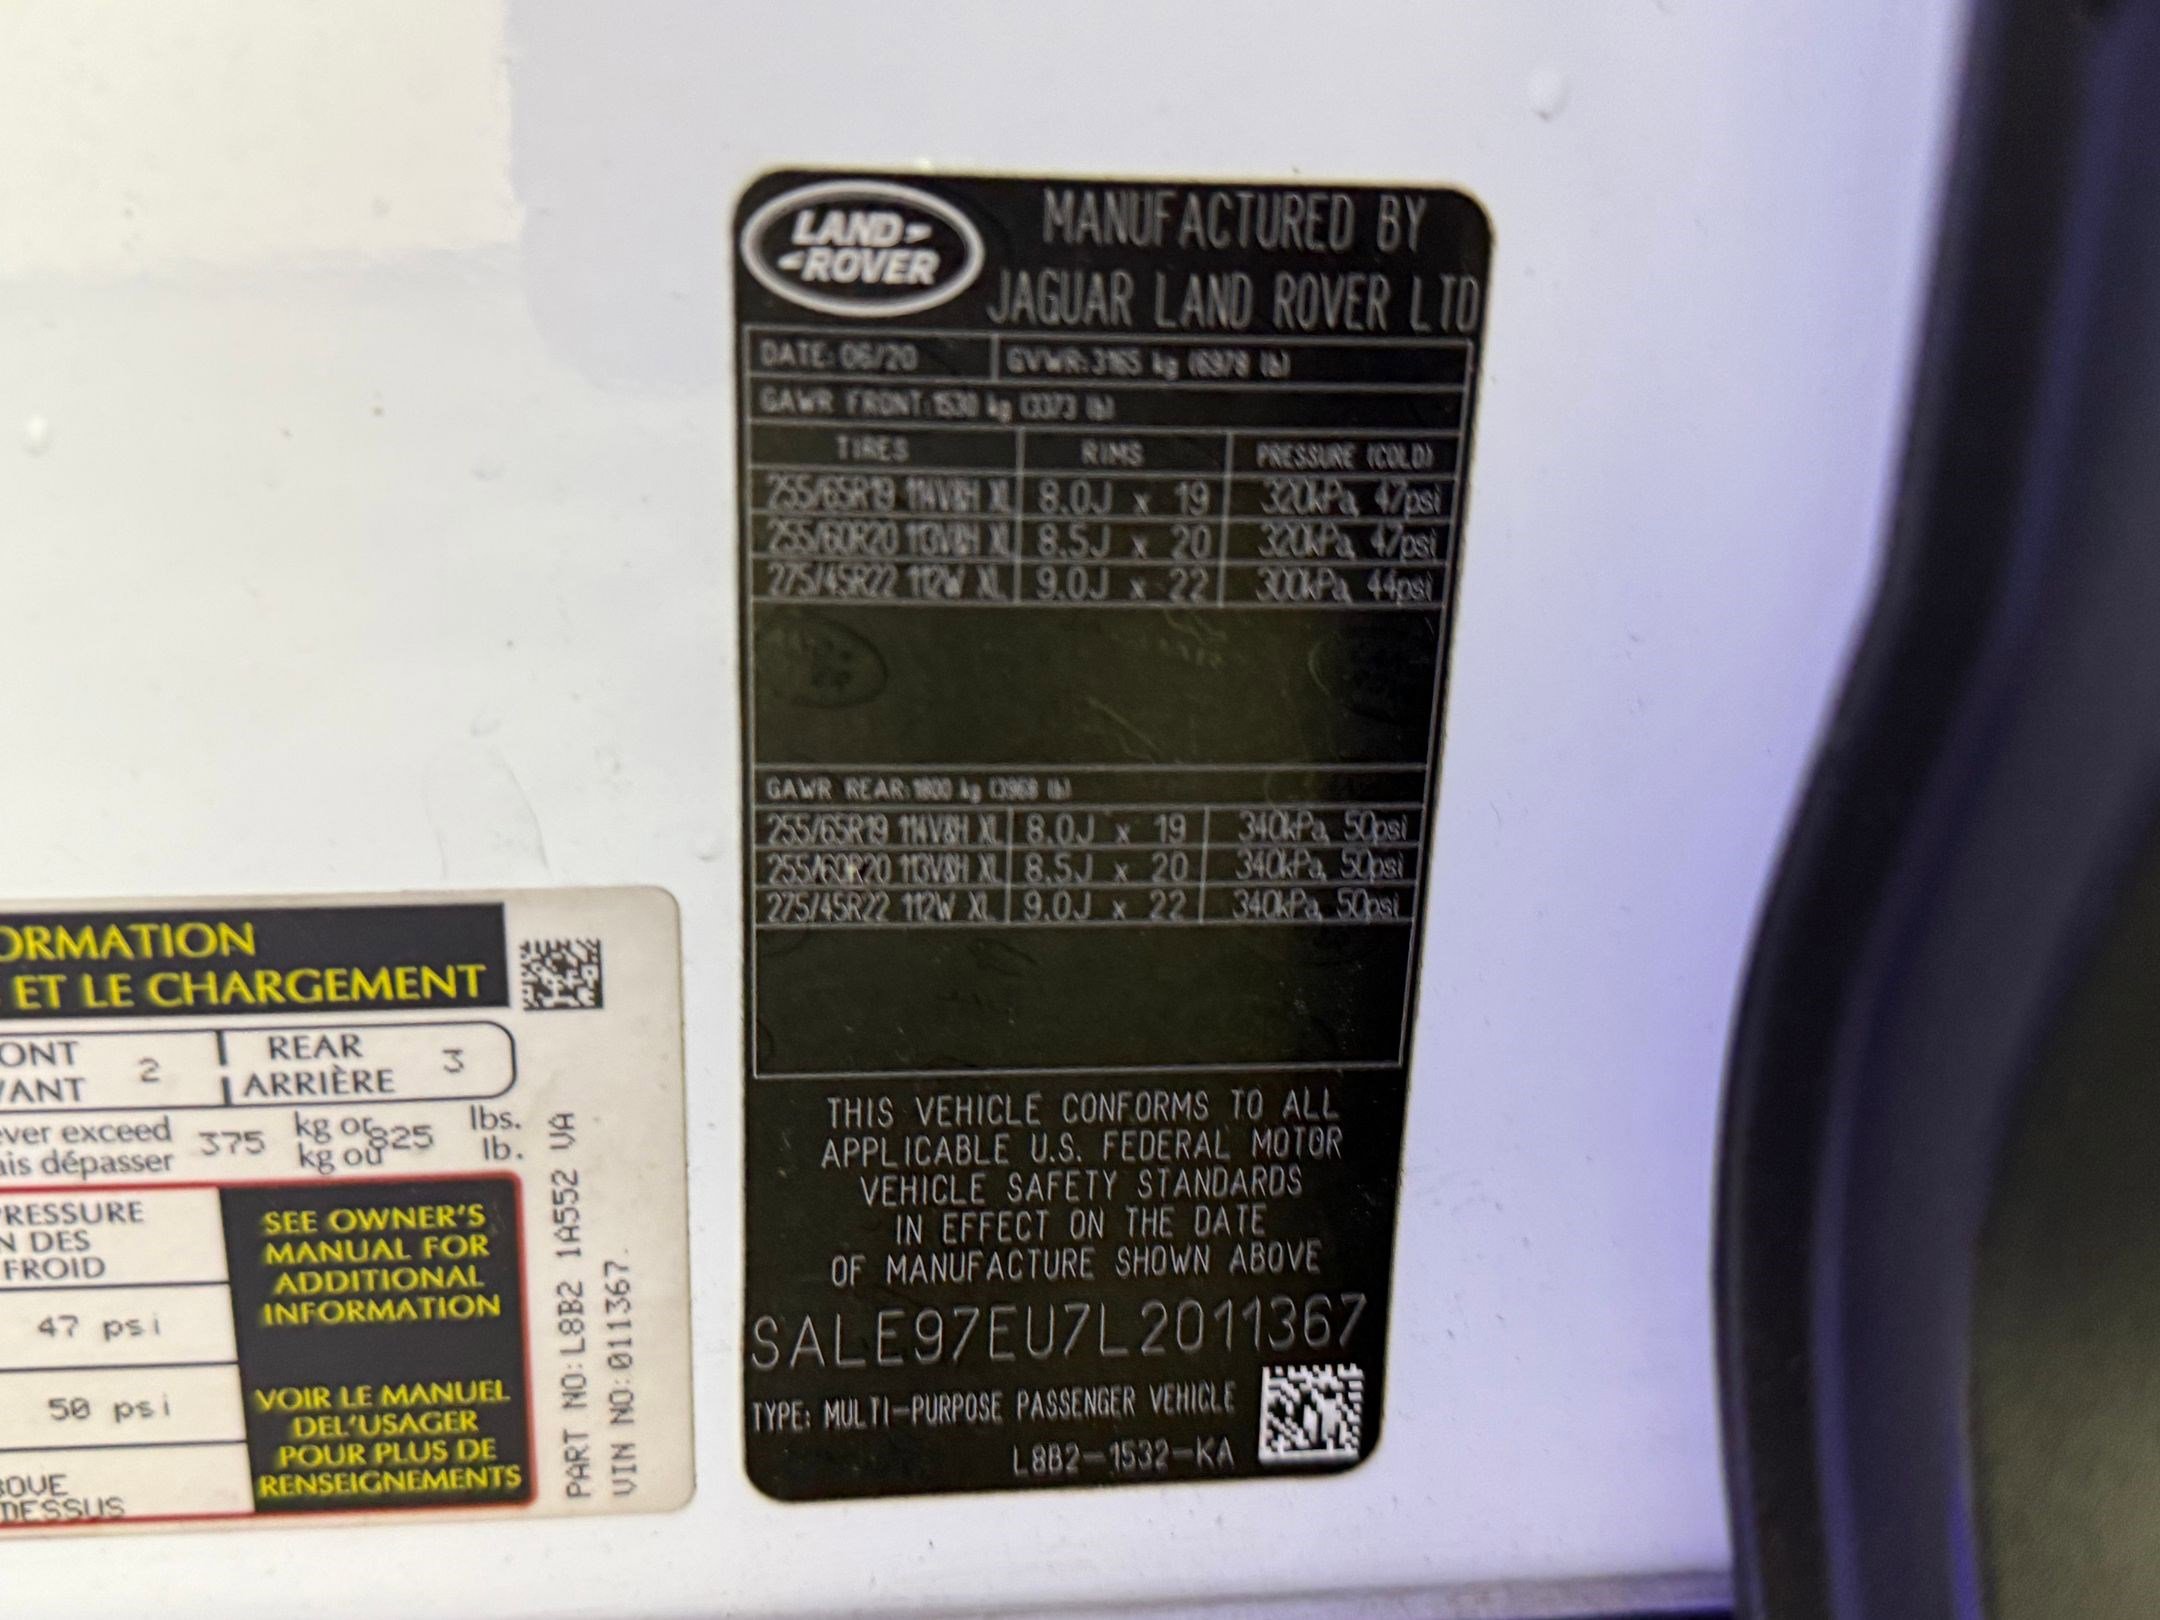 LAND-
-ROVER
MANUFACTURED BY
JAGUAR LAND ROVER LTD
DATE: 06/20 GVWR: 3165 kg (6978 lb)
GAWR FRONT: 1530 kg (3373 lb)
TIRES RIMS PRESSURE (COLD)
255/65R19 114V&H XL 8.0J x 19 320kPa, 47psi
255/60R20 113V&H XL 8.5J x 20 320kPa, 47psi
275/45R22 112W XL 9.0J x 22 300kPa, 44psi
GAWR REAR: 1800 kg (3968 lb)
255/65R19 114V&H XL 8.0J x 19 340kPa, 50psi
255/60R20 113V&H XL 8.5J x 20 340kPa, 50psi
275/45R22 112W XL 9.0J x 22 340kPa, 50psi
THIS VEHICLE CONFORMS TO ALL
APPLICABLE U.S. FEDERAL MOTOR
VEHICLE SAFETY STANDARDS
IN EFFECT ON THE DATE
OF MANUFACTURE SHOWN ABOVE
SALE97EU7L2011367
TYPE: MULTI-PURPOSE PASSENGER VEHICLE
L8B2-1532-KA
ORMATION
ET LE CHARGEMENT
ONT 2 REAR 3
VANT ARRIÈRE
ever exceed 375 kg or 825 lbs.
ais dépasser kg ou lb.
PRESSURE
N DES
FROID
47 psi
50 psi
BOVE
DESSUS
SEE OWNER'S
MANUAL FOR
ADDITIONAL
INFORMATION
VOIR LE MANUEL
DEL'USAGER
POUR PLUS DE
RENSEIGNEMENTS
PART NO: L8B2 1A552 VA
VIN NO: 011367.